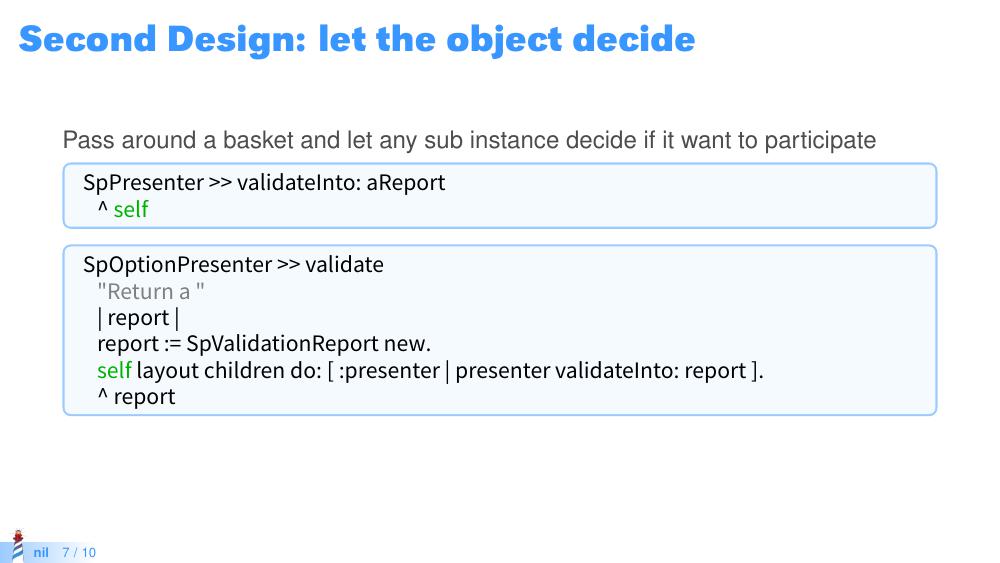 Second Design: let the object decide
Pass around a basket and let any sub instance decide if it want to participate
SpPresenter >> validateInto: aReport
^ self
SpOptionPresenter >> validate
"Return a "
| report |
report := SpValidationReport new.
self layout children do: [ :presenter | presenter validateInto: report ].
^ report
nil 7 / 10